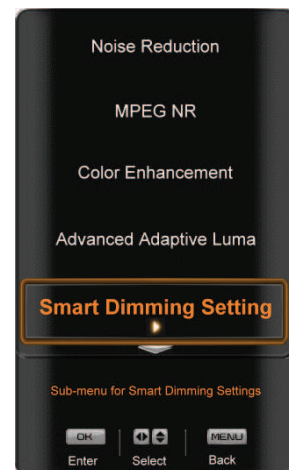 Noise Reduction
MPEG NR
Color Enhancement
Advanced Adaptive Luma
Smart Dimming Setting
Sub-menu for Smart Dimming Settings
OK MENU
Enter Select Back